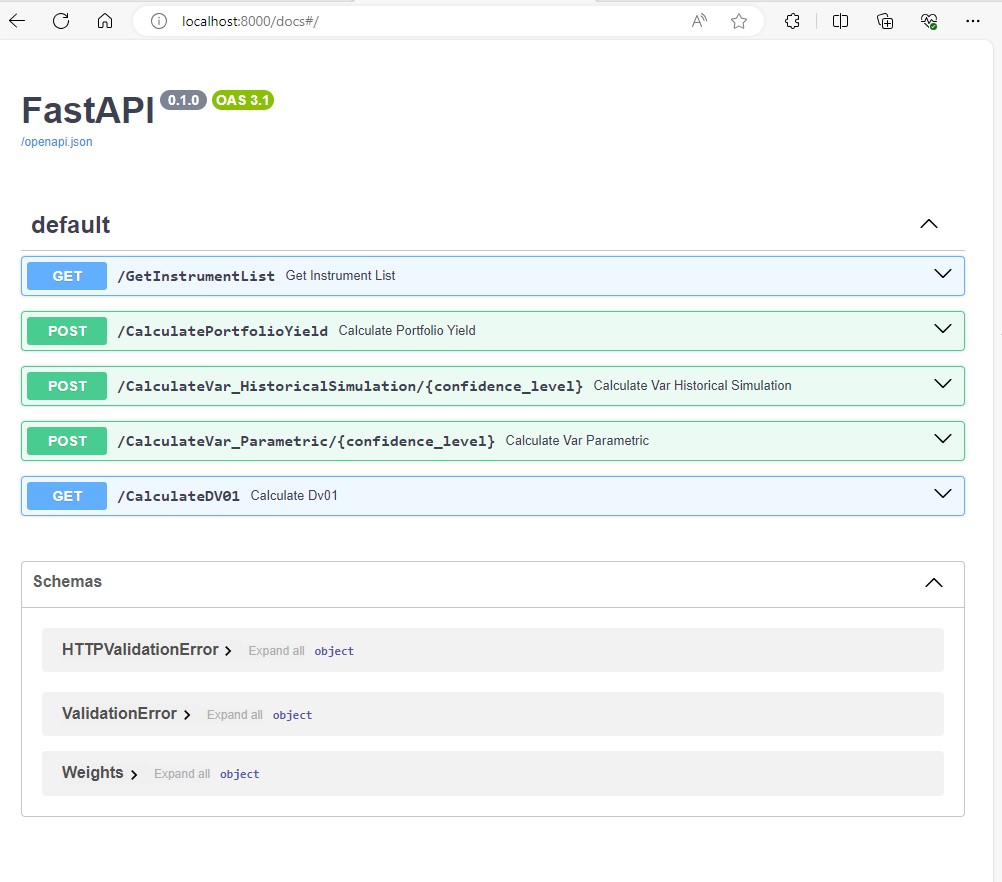 localhost:8000/docs#/
FastAPI 0.1.0 OAS 3.1
/openapi.json
default
GET /GetInstrumentList Get Instrument List
POST /CalculatePortfolioYield Calculate Portfolio Yield
POST /CalculateVar_HistoricalSimulation/{confidence_level} Calculate Var Historical Simulation
POST /CalculateVar_Parametric/{confidence_level} Calculate Var Parametric
GET /CalculateDV01 Calculate Dv01
Schemas
HTTPValidationError Expand all object
ValidationError Expand all object
Weights Expand all object